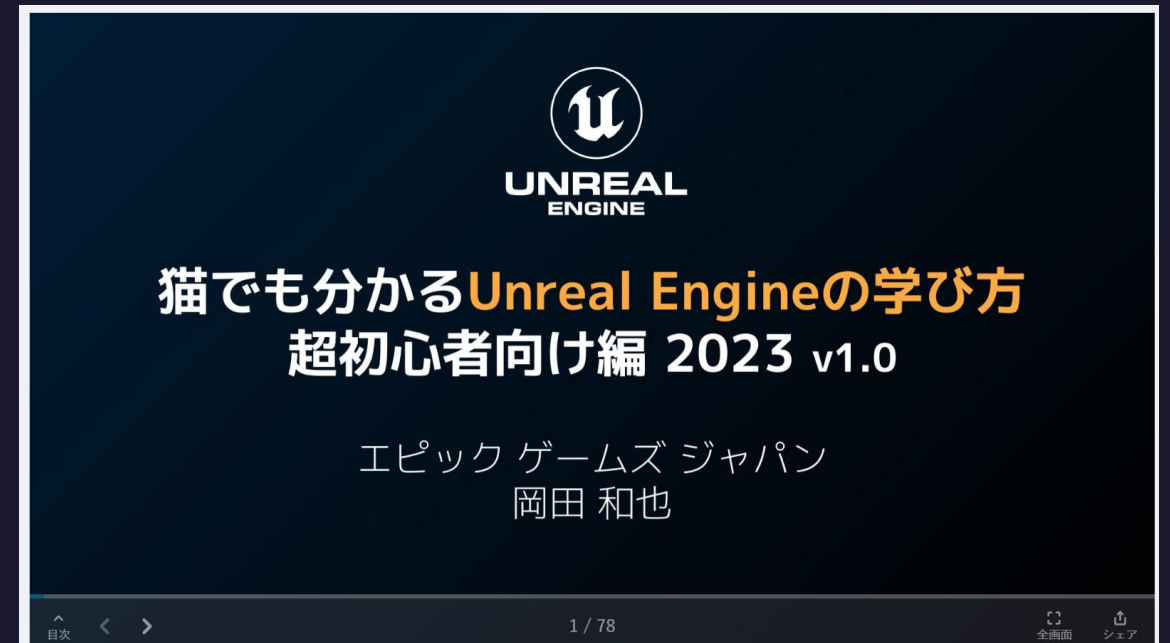 UNREAL
ENGINE
猫でも分かるUnreal Engineの学び方
超初心者向け編 2023 v1.0
エピック ゲームズ ジャパン
岡田 和也
目次
1 / 78
全画面
シェア